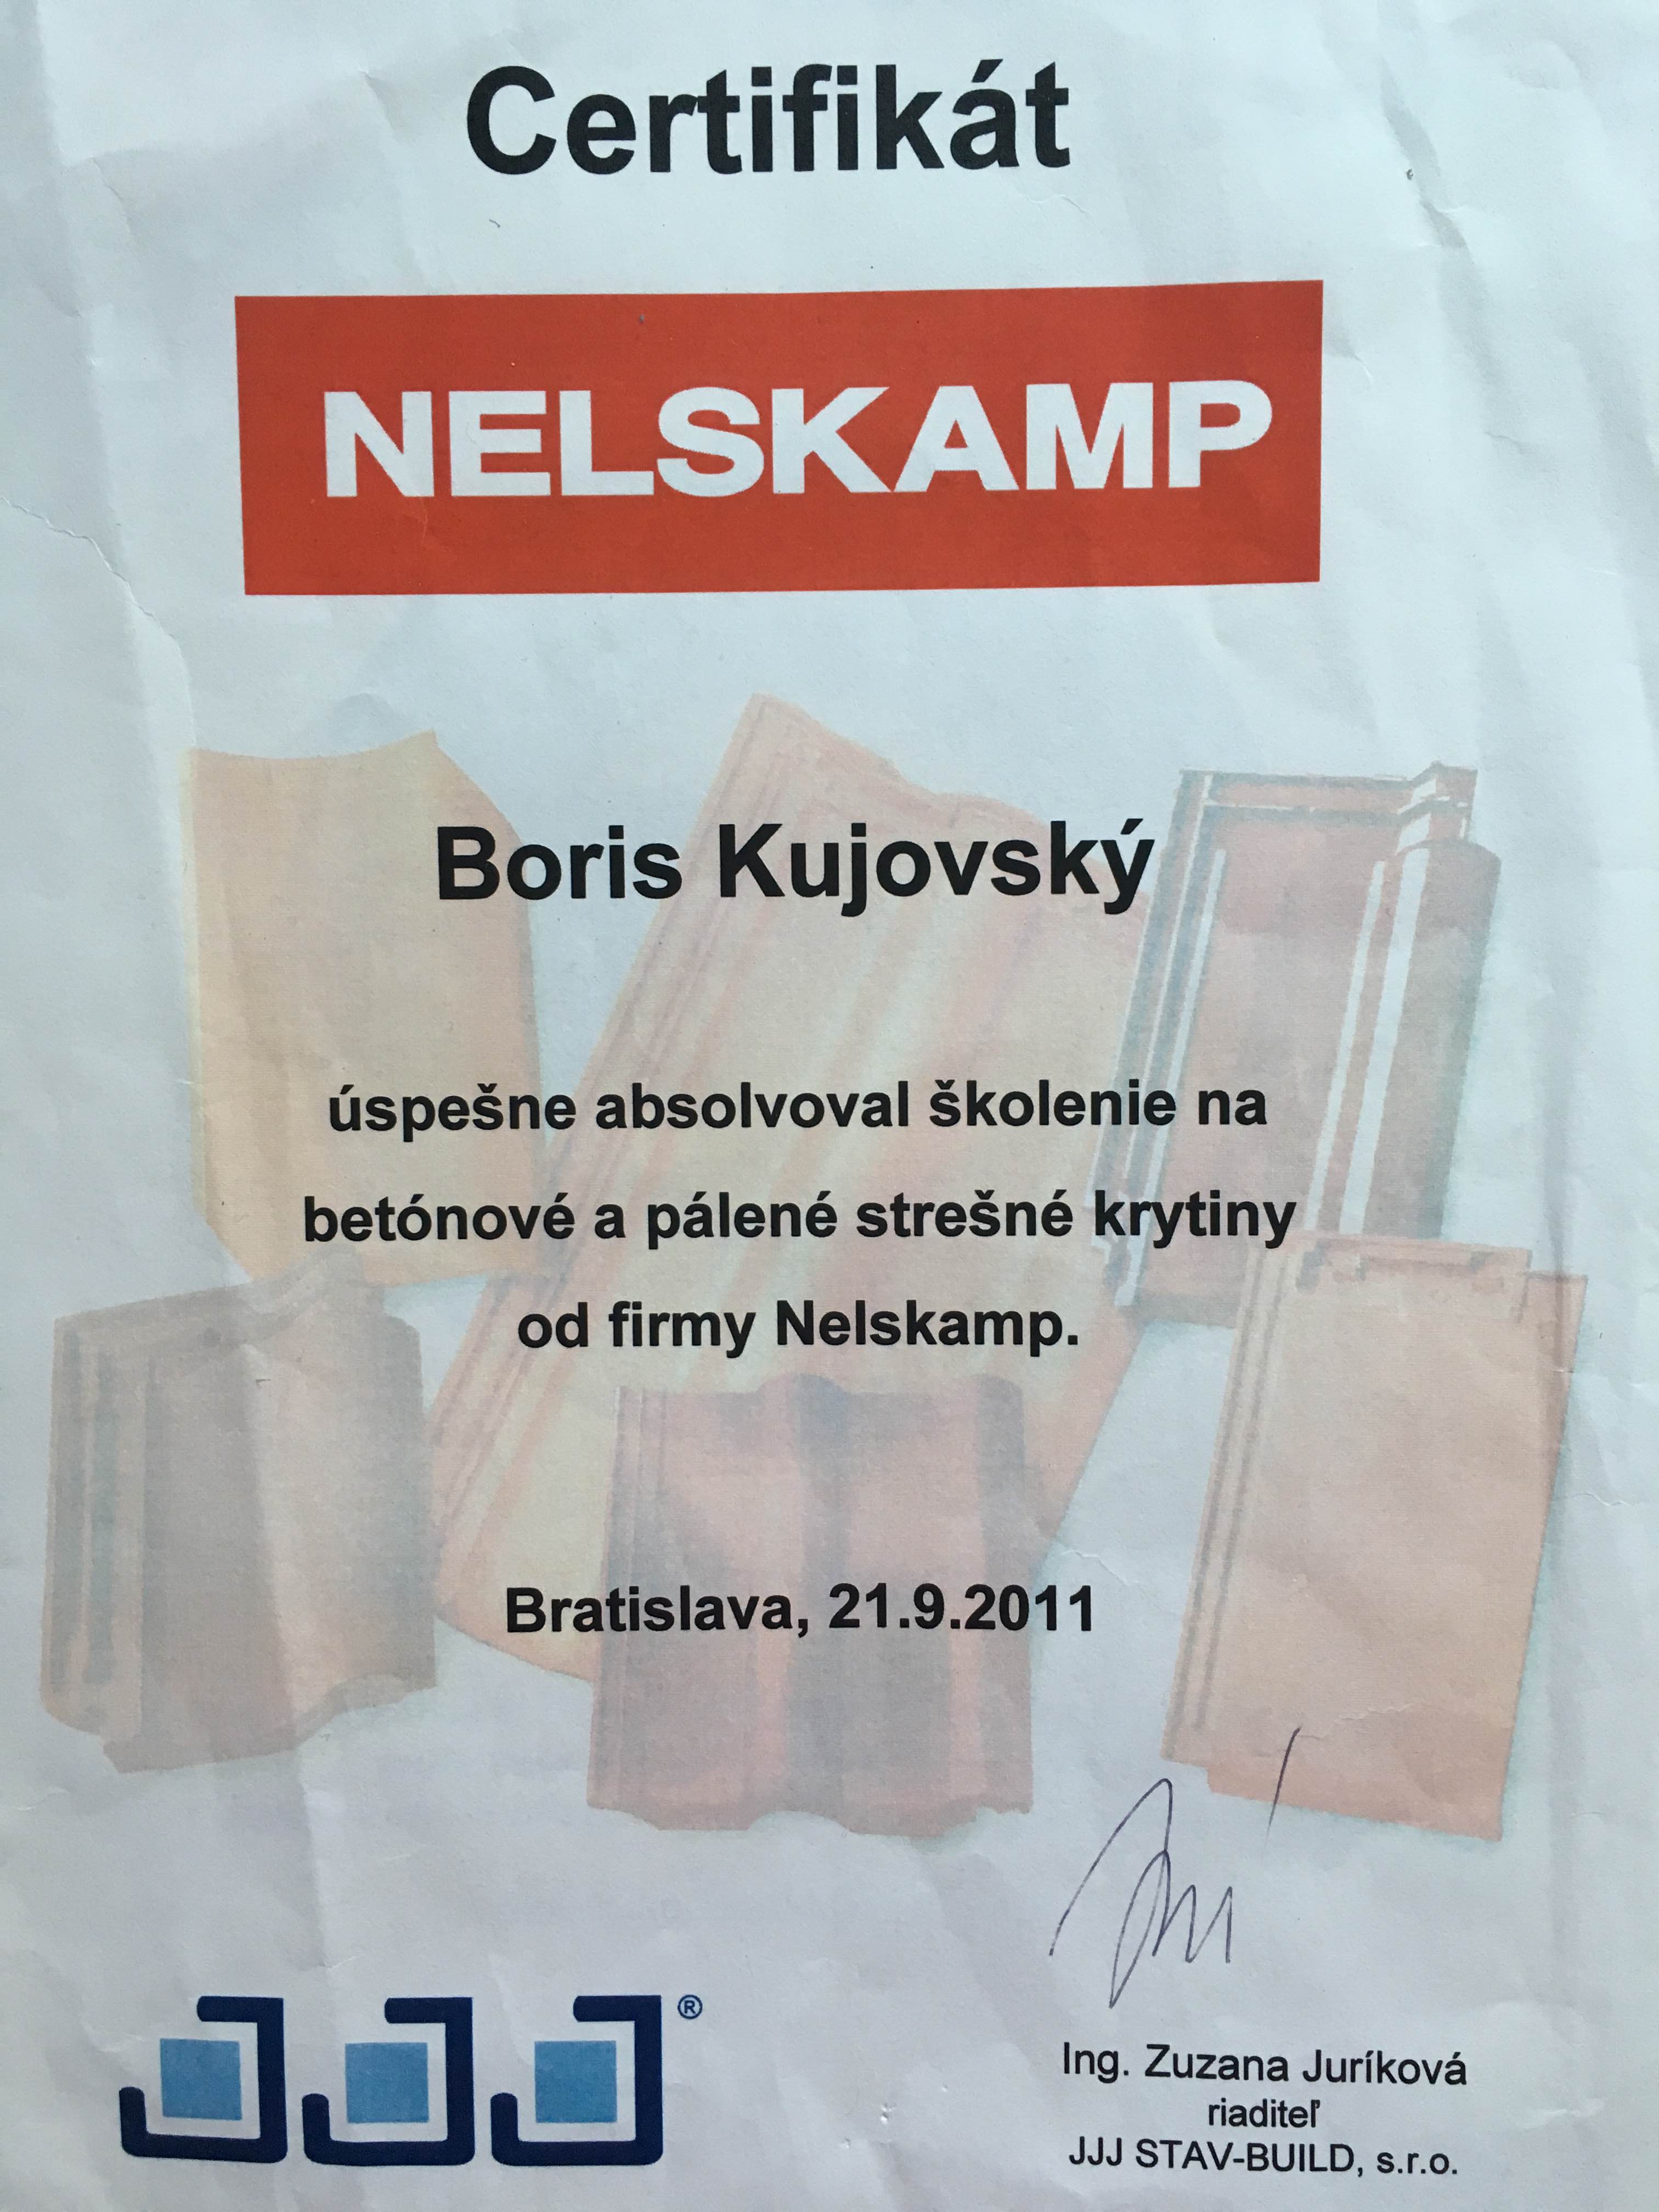 Certifikát
NELSKAMP
Boris Kujovský
úspešne absolvoval školenie na
betónové a pálené strešné krytiny
od firmy Nelskamp.
Bratislava, 21.9.2011
JJJ®
Ing. Zuzana Juríková
riaditeľ
JJJ STAV-BUILD, s.r.o.